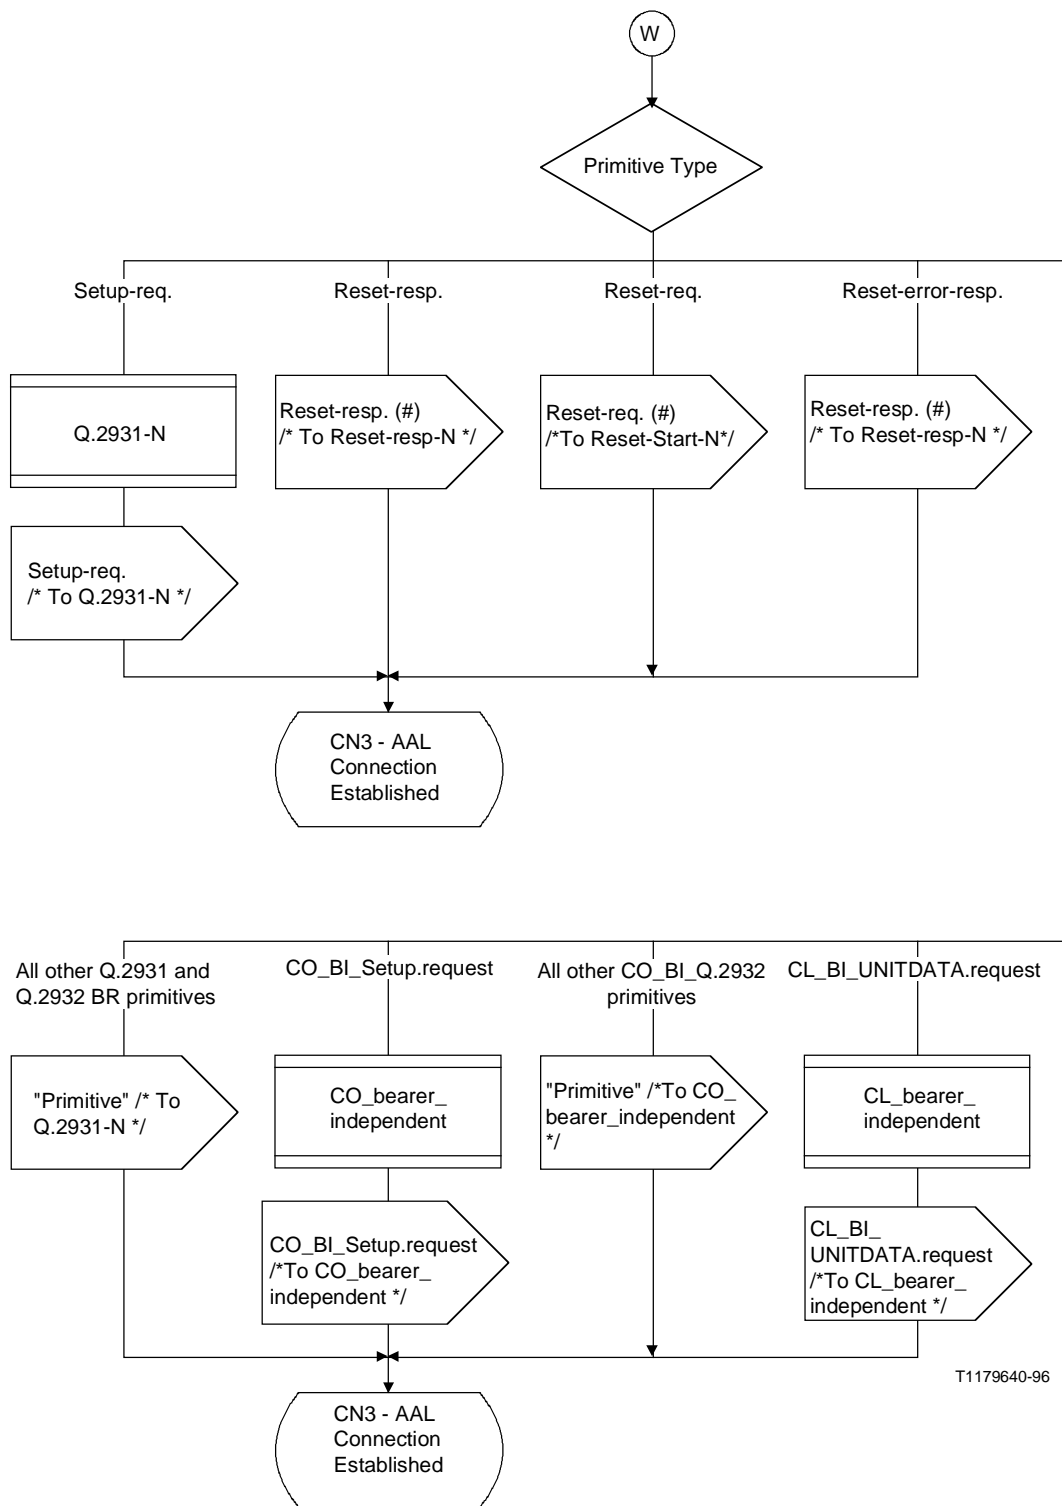 W
Primitive Type
Setup-req.
Reset-resp.
Reset-req.
Reset-error-resp.
Q.2931-N
Reset-resp. (#)
/* To Reset-resp-N */
Reset-req. (#)
/*To Reset-Start-N*/
Reset-resp. (#)
/* To Reset-resp-N */
Setup-req.
/* To Q.2931-N */
CN3 - AAL
Connection
Established
All other Q.2931 and
Q.2932 BR primitives
CO_BI_Setup.request
All other CO_BI_Q.2932
primitives
CL_BI_UNITDATA.request
"Primitive" /* To
Q.2931-N */
CO_bearer_
independent
"Primitive" /*To CO_
bearer_independent
*/
CL_bearer_
independent
CO_BI_Setup.request
/*To CO_bearer_
independent */
CL_BI_
UNITDATA.request
/*To CL_bearer_
independent */
T1179640-96
CN3 - AAL
Connection
Established